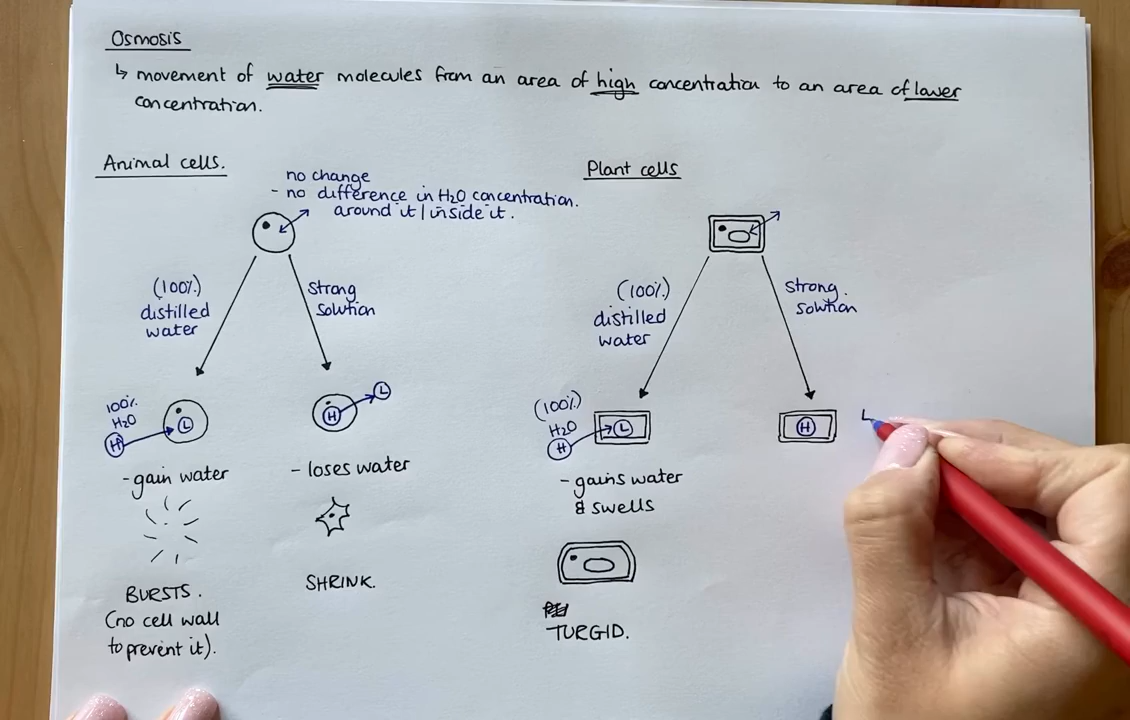 Osmosis
↳ movement of water molecules from an area of high concentration to an area of lower
concentration.
Animal cells.
no change
- no difference in H₂O concentration.
around it / inside it.
(100%)
distilled
water
Strong
solution
100%
H₂O
H
L
H
L
- gain water
- loses water
BURSTS.
(no cell wall
to prevent it).
SHRINK.
Plant cells
(100%)
distilled
water
Strong.
solution
(100%)
H₂O
H
L
H
L
- gains water
& swells
TURGID.